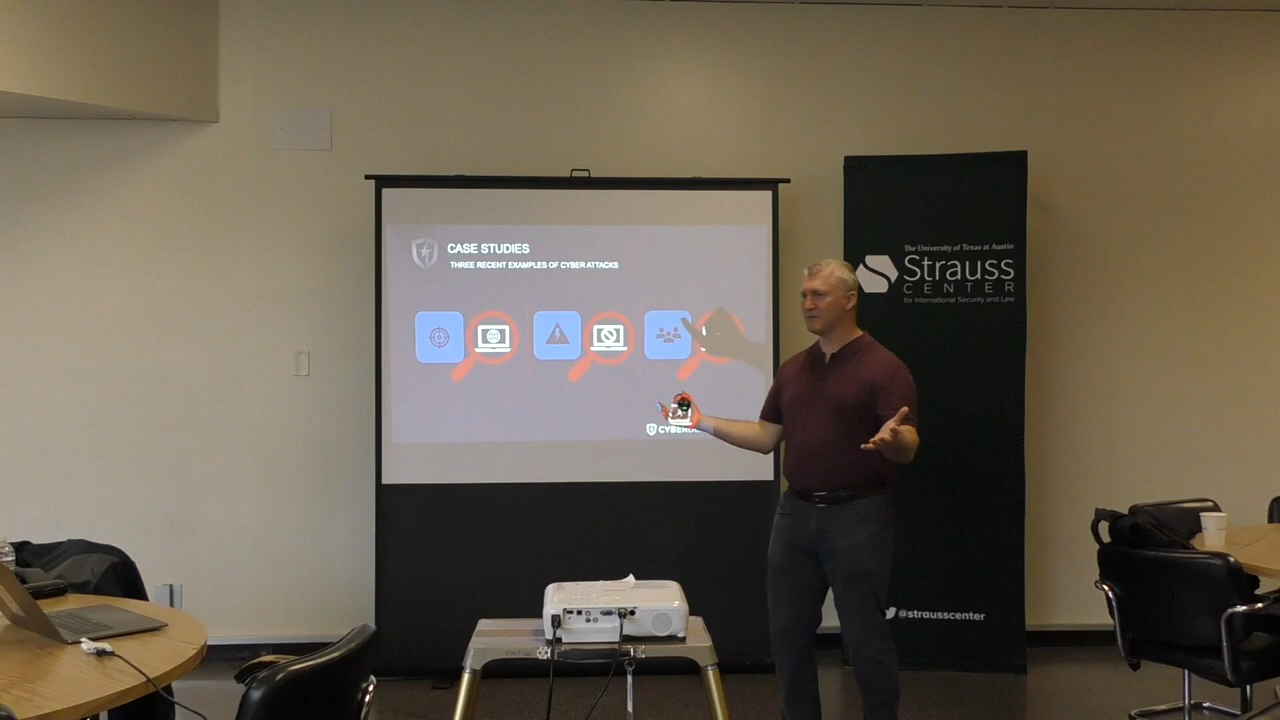 CASE STUDIES
THREE RECENT EXAMPLES OF CYBER ATTACKS
The University of Texas at Austin
Strauss
CENTER
for International Security and Law
@strausscenter